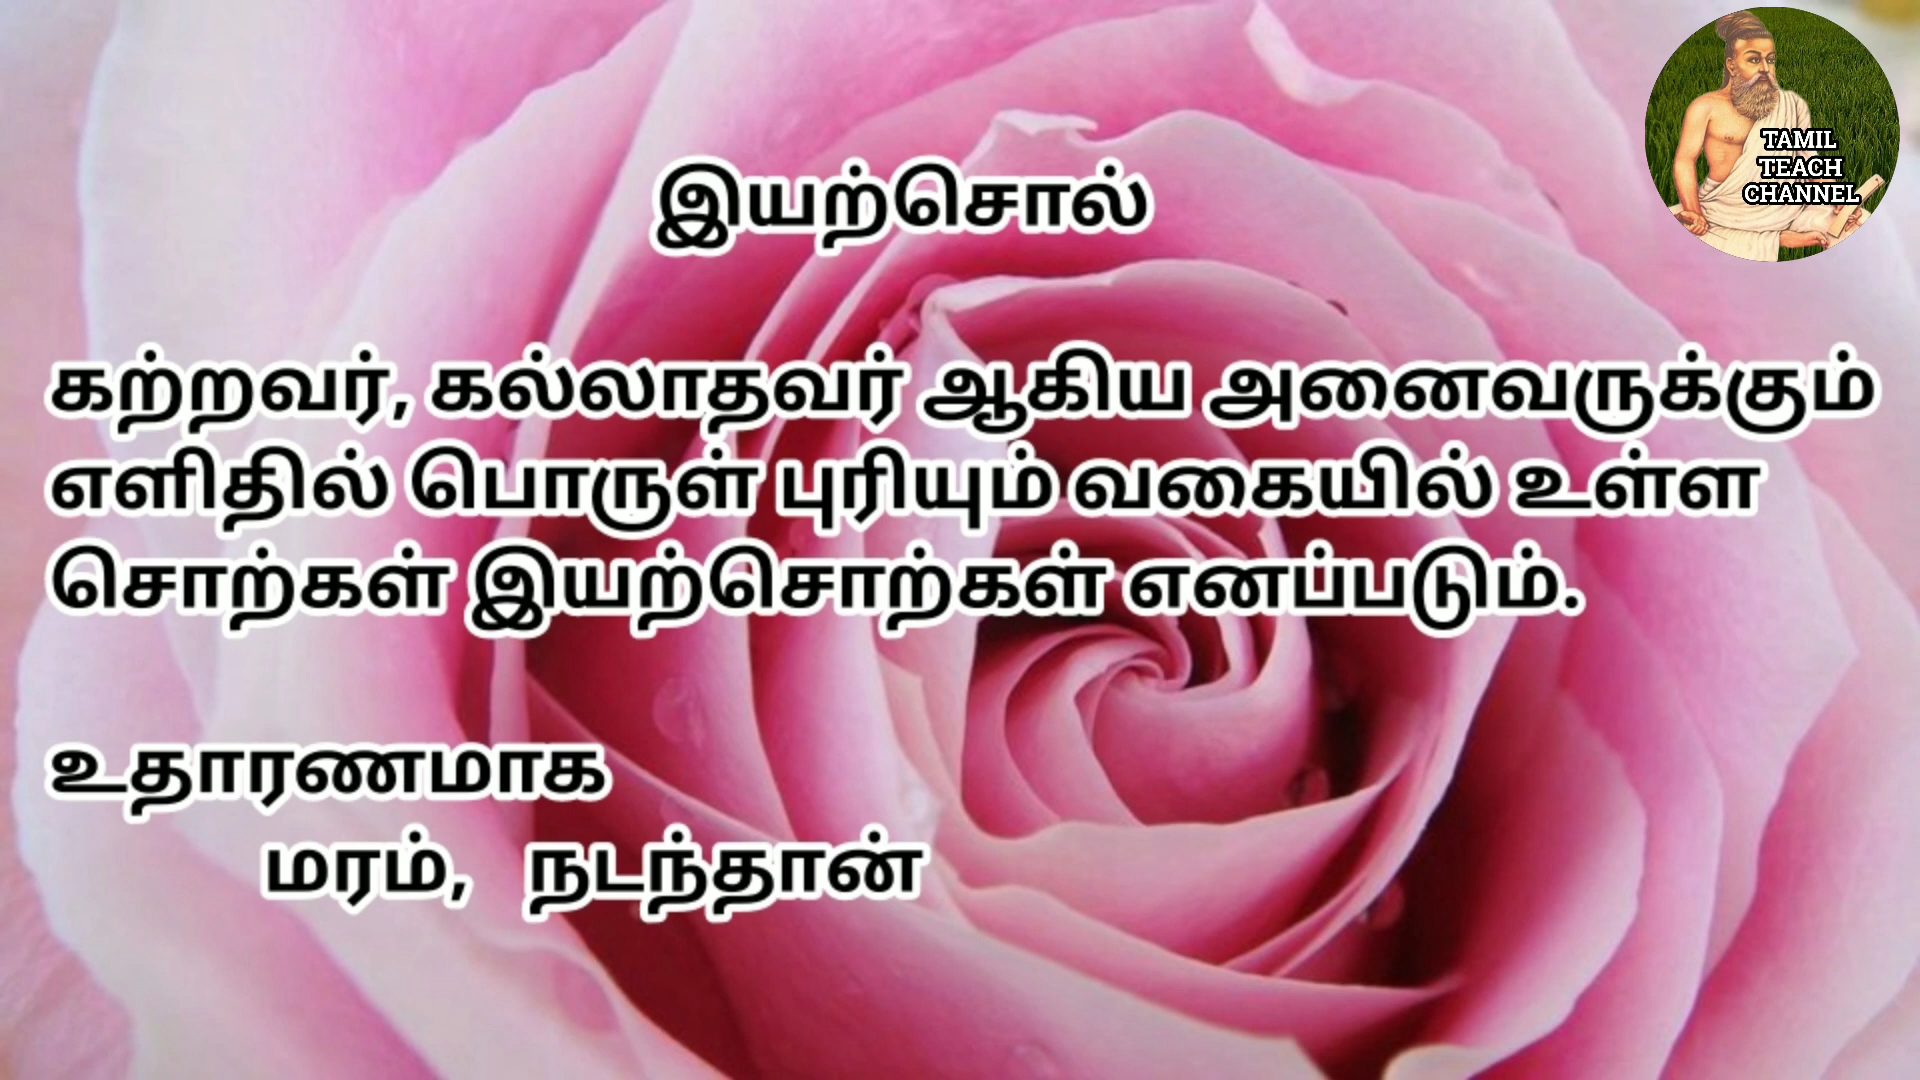 TAMIL
TEACH
CHANNEL
இயற்சொல்
கற்றவர், கல்லாதவர் ஆகிய அனைவருக்கும்
எளிதில் பொருள் புரியும் வகையில் உள்ள
சொற்கள் இயற்சொற்கள் எனப்படும்.
உதாரணமாக
மரம், நடந்தான்